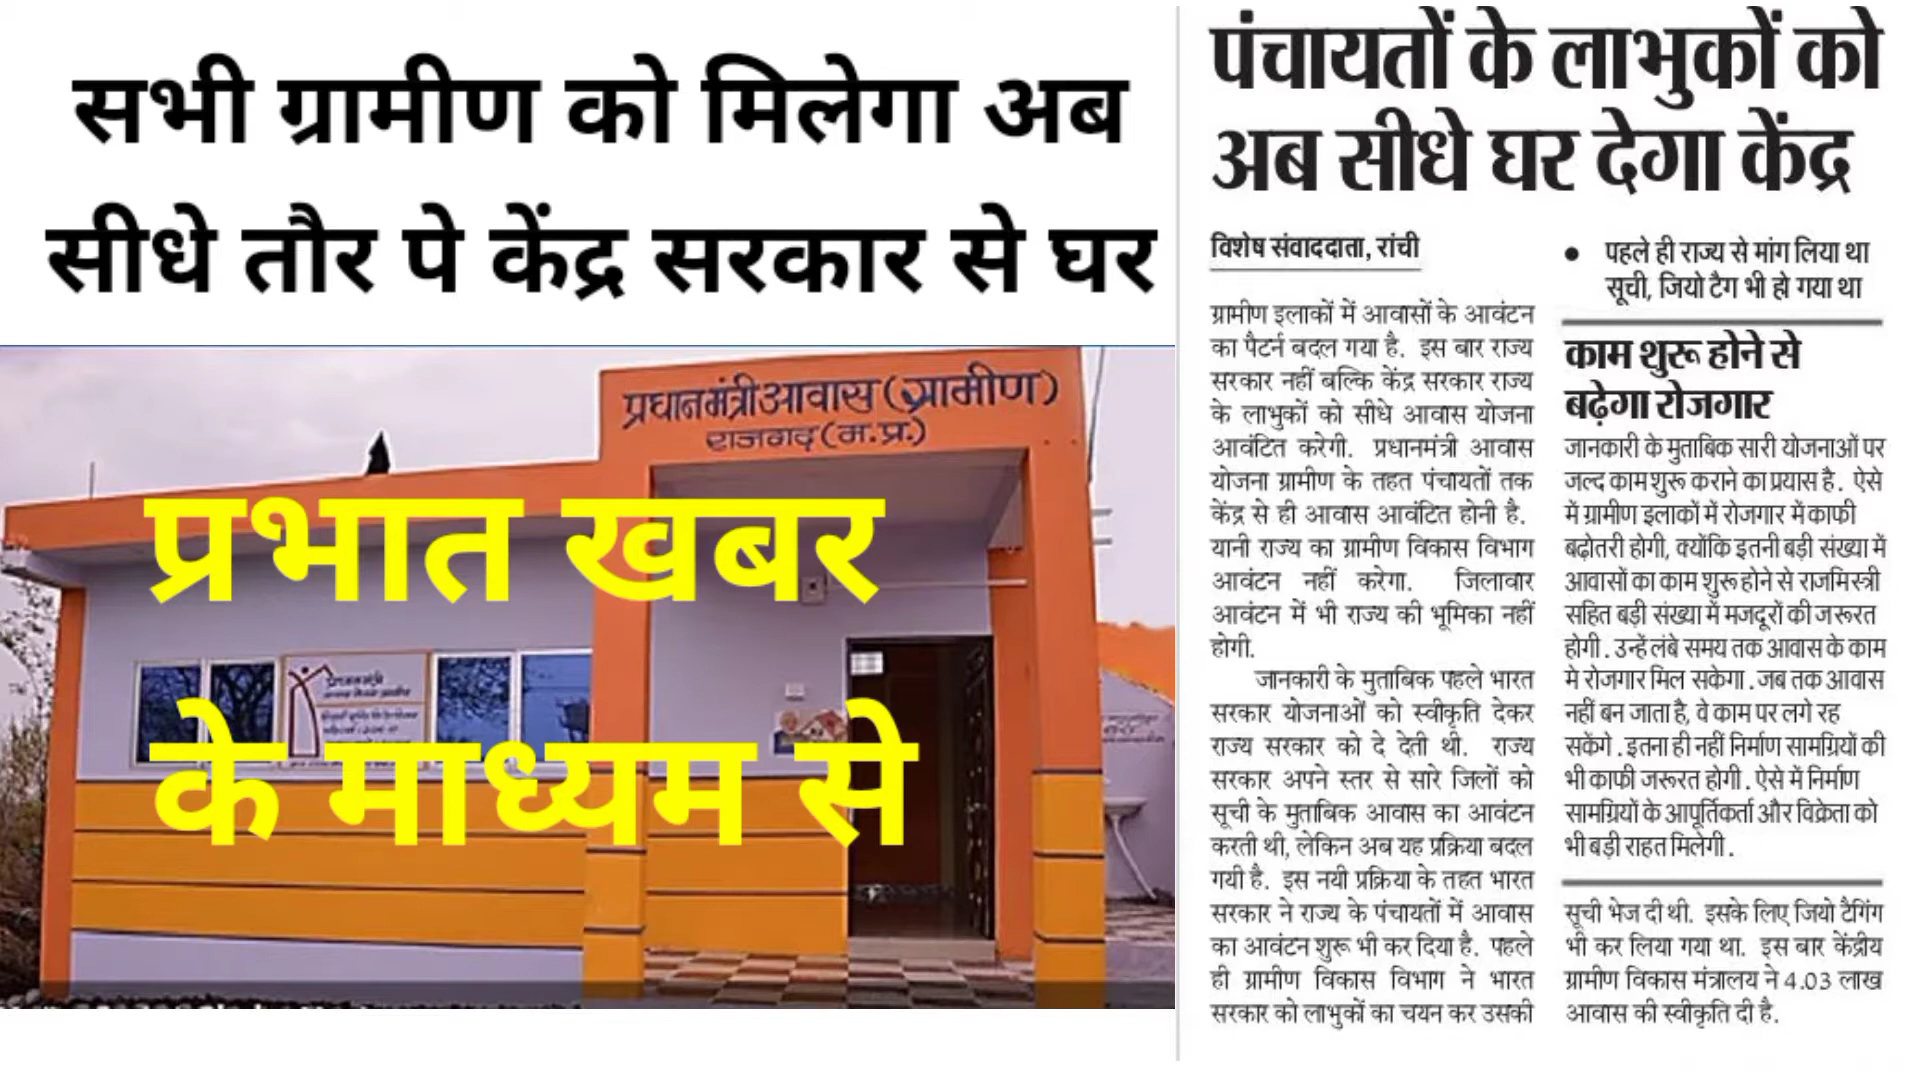 सभी ग्रामीण को मिलेगा अब
सीधे तौर पे केंद्र सरकार से घर
प्रधानमंत्री आवास (ग्रामीण)
राजगढ़ (म.प्र.)
प्रभात खबर
के माध्यम से
पंचायतों के लाभुकों को
अब सीधे घर देगा केंद्र
विशेष संवाददाता, रांची
ग्रामीण इलाकों में आवासों के आवंटन
का पैटर्न बदल गया है. इस बार राज्य
सरकार नहीं बल्कि केंद्र सरकार राज्य
के लाभुकों को सीधे आवास योजना
आवंटित करेगी. प्रधानमंत्री आवास
योजना ग्रामीण के तहत पंचायतों तक
केंद्र से ही आवास आवंटित होनी है.
यानी राज्य का ग्रामीण विकास विभाग
आवंटन नहीं करेगा. जिलावार
आवंटन में भी राज्य की भूमिका नहीं
होगी.
जानकारी के मुताबिक पहले भारत
सरकार योजनाओं को स्वीकृति देकर
राज्य सरकार को दे देती थी. राज्य
सरकार अपने स्तर से सारे जिलों को
सूची के मुताबिक आवास का आवंटन
करती थी, लेकिन अब यह प्रक्रिया बदल
गयी है. इस नयी प्रक्रिया के तहत भारत
सरकार ने राज्य के पंचायतों में आवास
का आवंटन शुरू भी कर दिया है. पहले
ही ग्रामीण विकास विभाग ने भारत
सरकार को लाभुकों का चयन कर उसकी
• पहले ही राज्य से मांग लिया था
सूची, जियो टैग भी हो गया था
काम शुरू होने से
बढ़ेगा रोजगार
जानकारी के मुताबिक सारी योजनाओं पर
जल्द काम शुरू कराने का प्रयास है. ऐसे
में ग्रामीण इलाकों में रोजगार में काफी
बढ़ोतरी होगी, क्योंकि इतनी बड़ी संख्या में
आवासों का काम शुरू होने से राजमिस्त्री
सहित बड़ी संख्या में मजदूरों की जरूरत
होगी. उन्हें लंबे समय तक आवास के काम
मे रोजगार मिल सकेगा. जब तक आवास
नहीं बन जाता है, वे काम पर लगे रह
सकेंगे. इतना ही नहीं निर्माण सामग्रियों की
भी काफी जरूरत होगी. ऐसे में निर्माण
सामग्रियों के आपूर्तिकर्ता और विक्रेता को
भी बड़ी राहत मिलेगी.
सूची भेज दी थी. इसके लिए जियो टैगिंग
भी कर लिया गया था. इस बार केंद्रीय
ग्रामीण विकास मंत्रालय ने 4.03 लाख
आवास की स्वीकृति दी है.